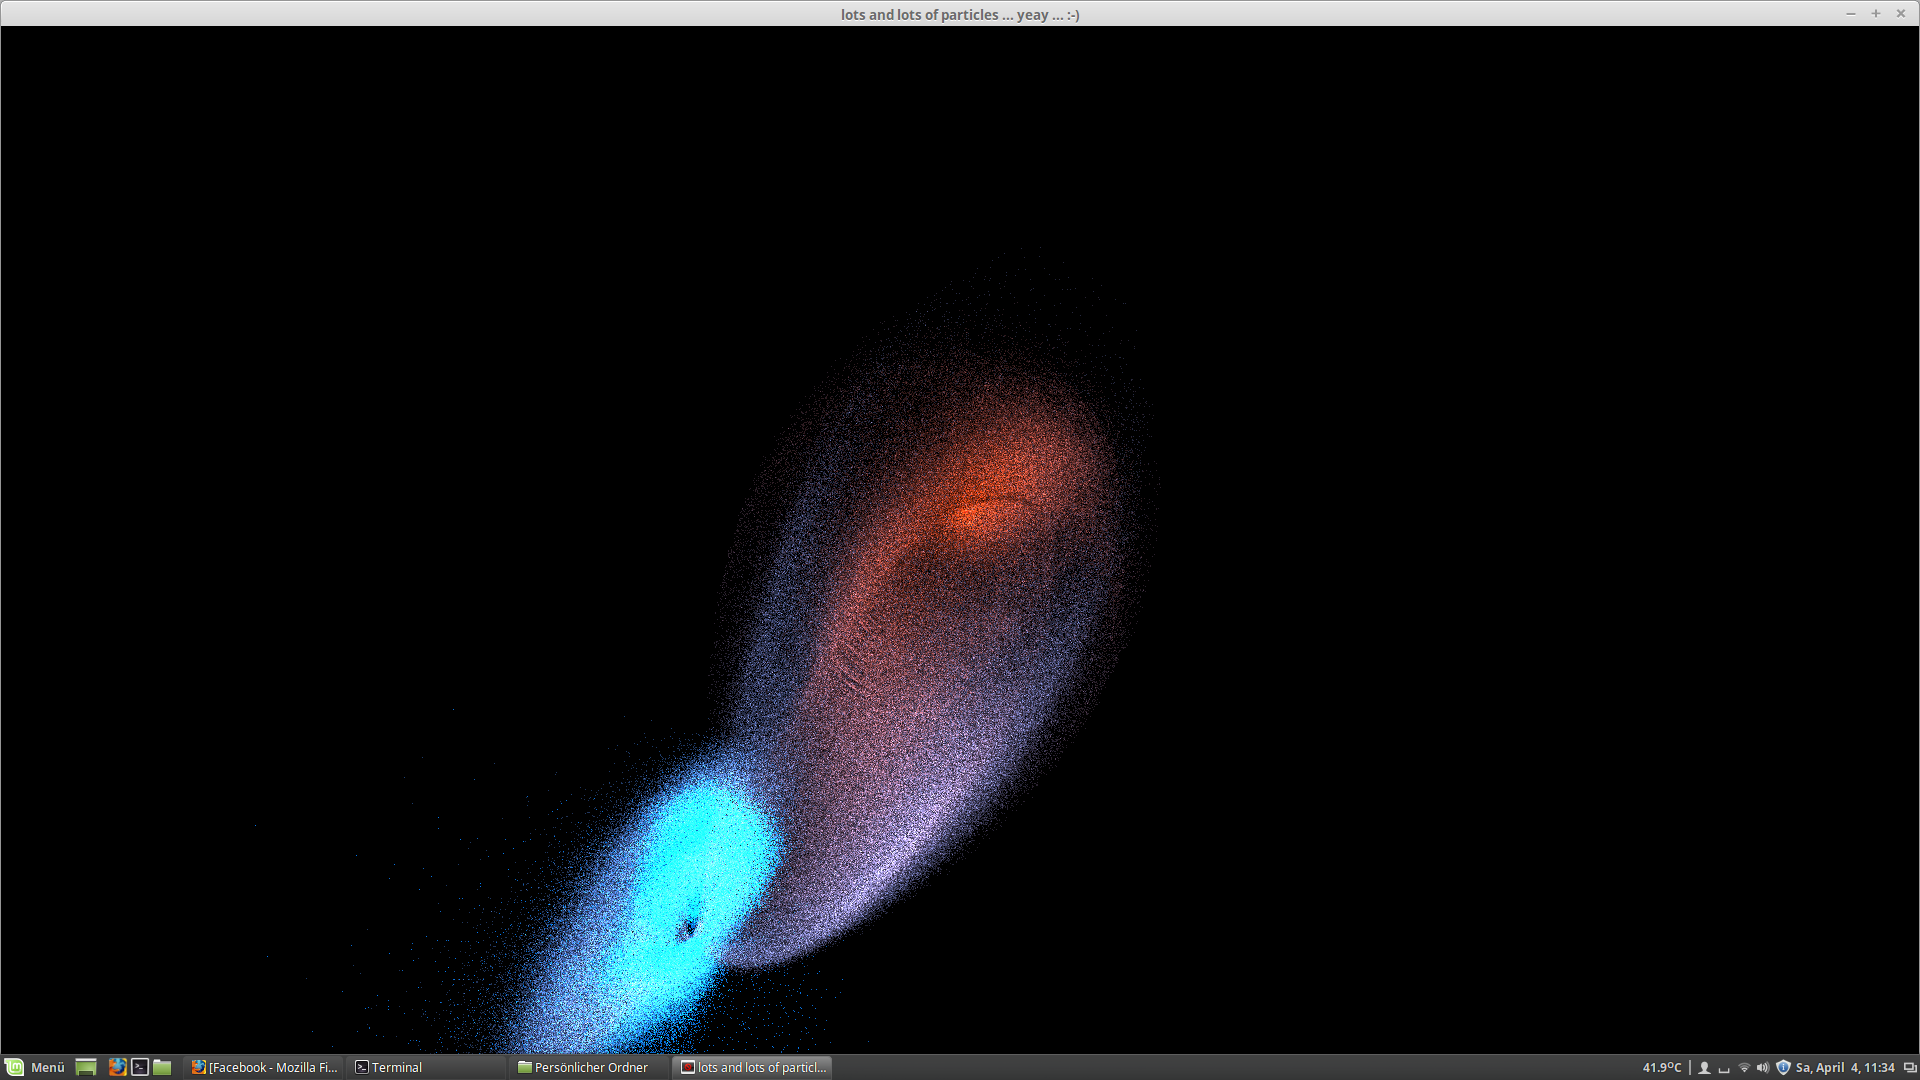 lots and lots of particles ... yeay ... :-)
Menü [Facebook - Mozilla Fi... Terminal Persönlicher Ordner lots and lots of particl... 41.9°C Sa, April 4, 11:34